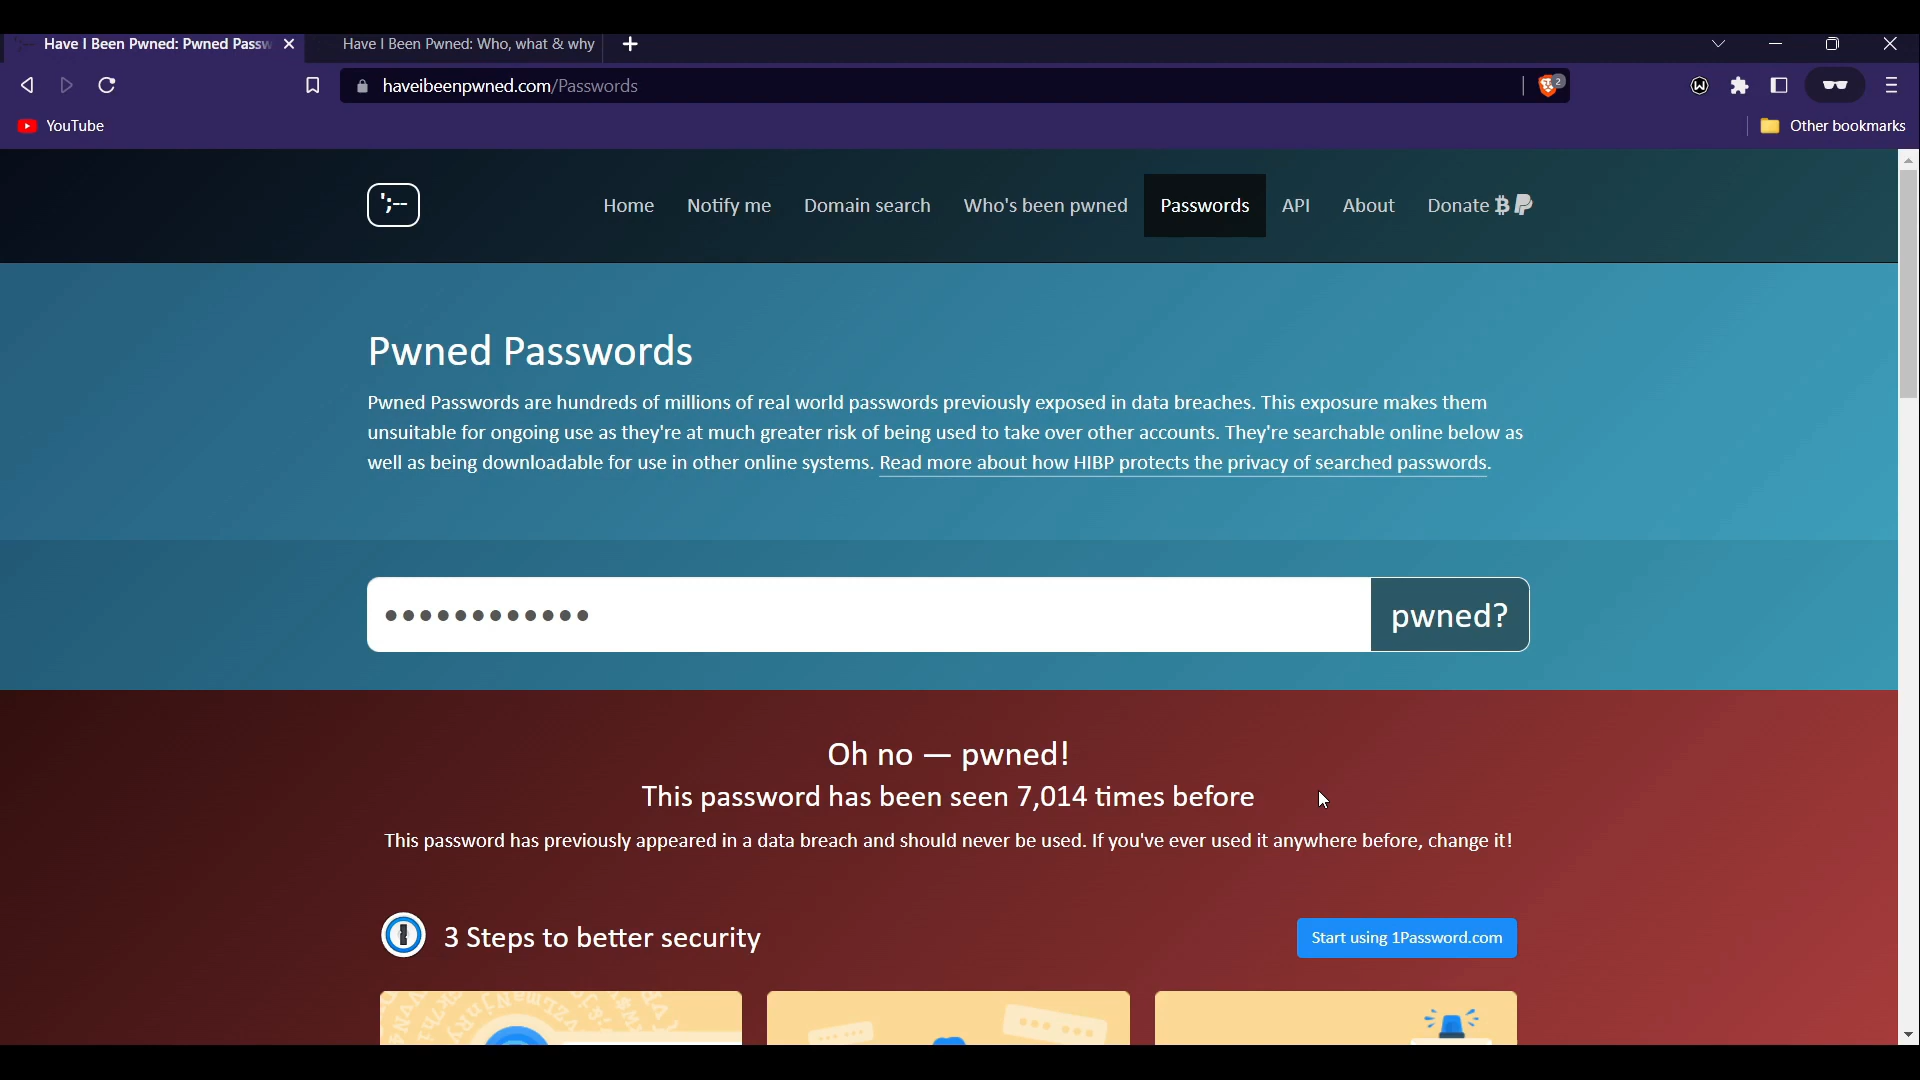 Have I Been Pwned: Pwned Passw
Have I Been Pwned: Who, what & why
haveibeenpwned.com/Passwords
2
YouTube
Other bookmarks
';--
Home
Notify me
Domain search
Who's been pwned
Passwords
API
About
Donate
Pwned Passwords
Pwned Passwords are hundreds of millions of real world passwords previously exposed in data breaches. This exposure makes them
unsuitable for ongoing use as they're at much greater risk of being used to take over other accounts. They're searchable online below as
well as being downloadable for use in other online systems. Read more about how HIBP protects the privacy of searched passwords.
••••••••••••
pwned?
Oh no — pwned!
This password has been seen 7,014 times before
This password has previously appeared in a data breach and should never be used. If you've ever used it anywhere before, change it!
3 Steps to better security
Start using 1Password.com